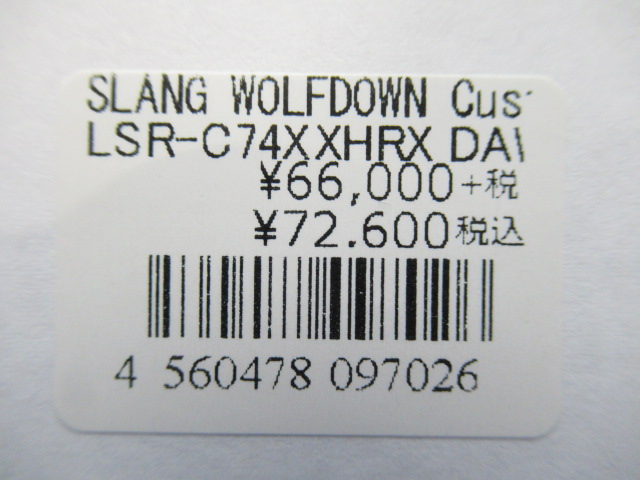 SLANG WOLFDOWN Cus
LSR-C74XXHRX DA
¥66,000+税
¥72.600税込
4 560478 097026